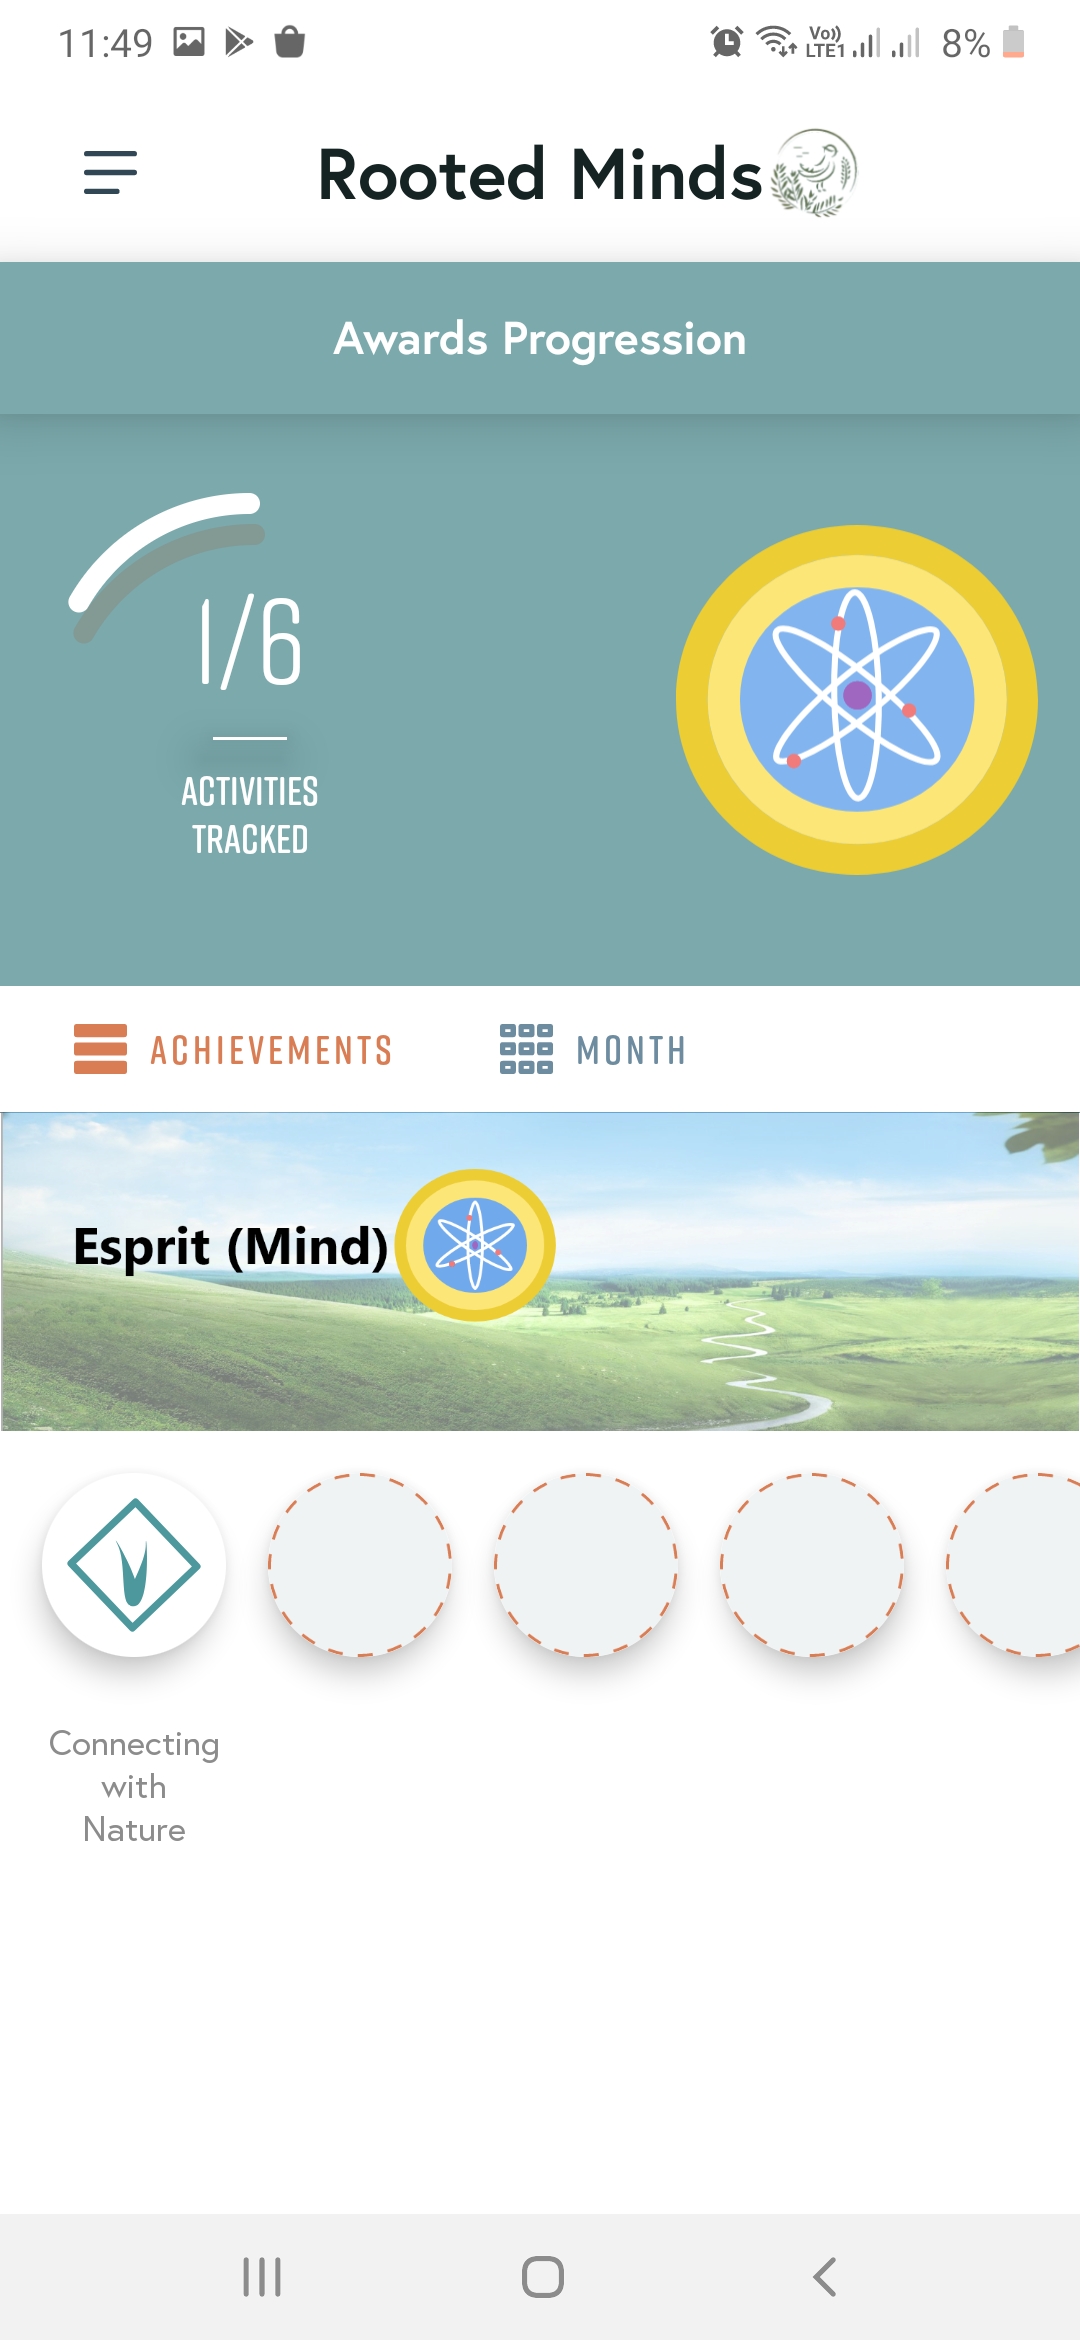 11:49
Vo)) LTE1
8%
Rooted Minds
Awards Progression
1/6
ACTIVITIES
TRACKED
ACHIEVEMENTS
MONTH
Esprit (Mind)
Connecting
with
Nature